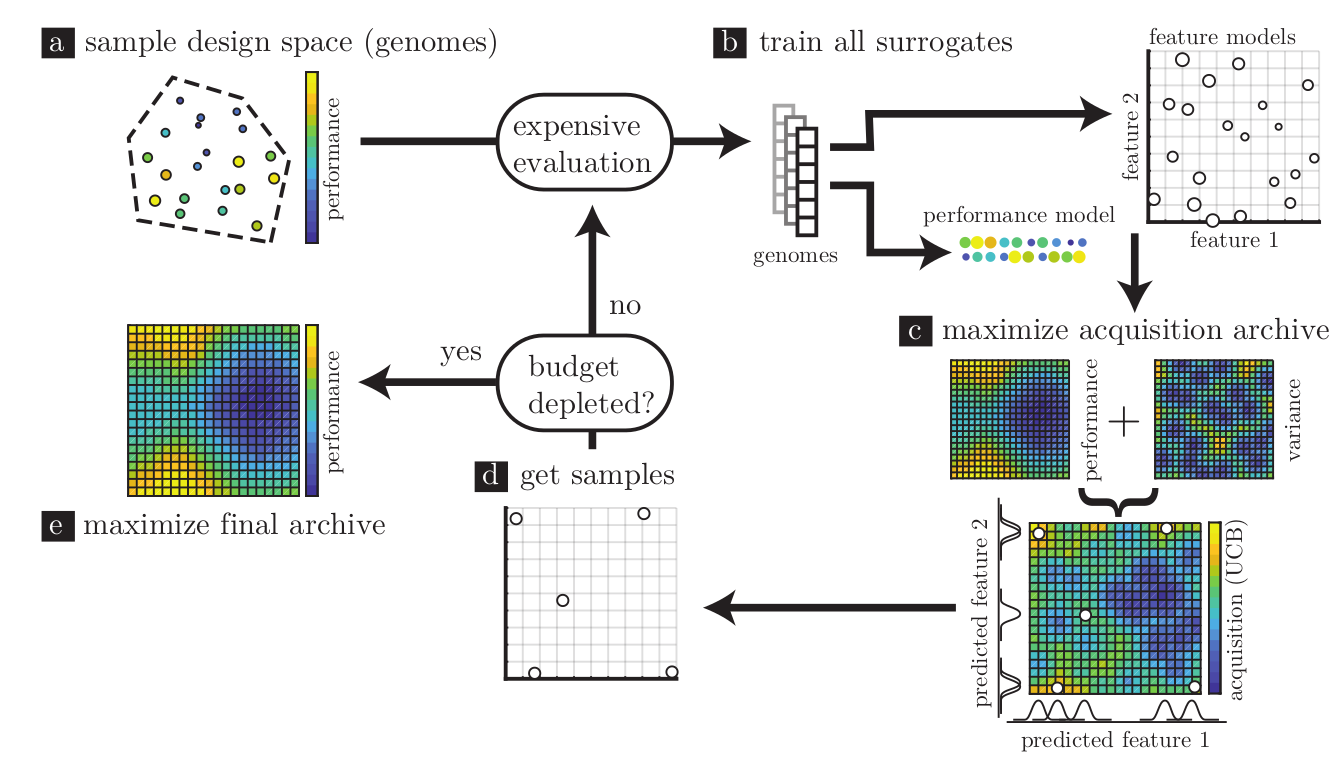 a sample design space (genomes)
performance
expensive
evaluation
b train all surrogates
genomes
feature models
feature 2
feature 1
performance model
c maximize acquisition archive
performance
+
variance
predicted feature 2
acquisition (UCB)
predicted feature 1
d get samples
budget
depleted?
no
yes
performance
e maximize final archive